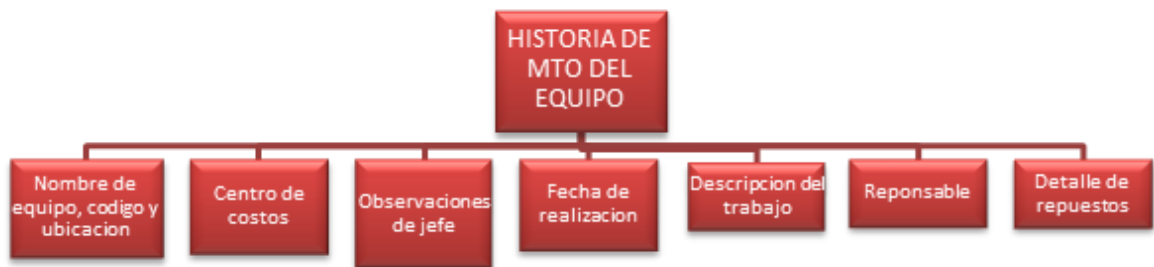 HISTORIA DE
MTO DEL
EQUIPO
Nombre de
equipo, codigo y
ubicacion
Centro de
costos
Observaciones
de jefe
Fecha de
realizacion
Descripcion del
trabajo
Reponsable
Detalle de
repuestos